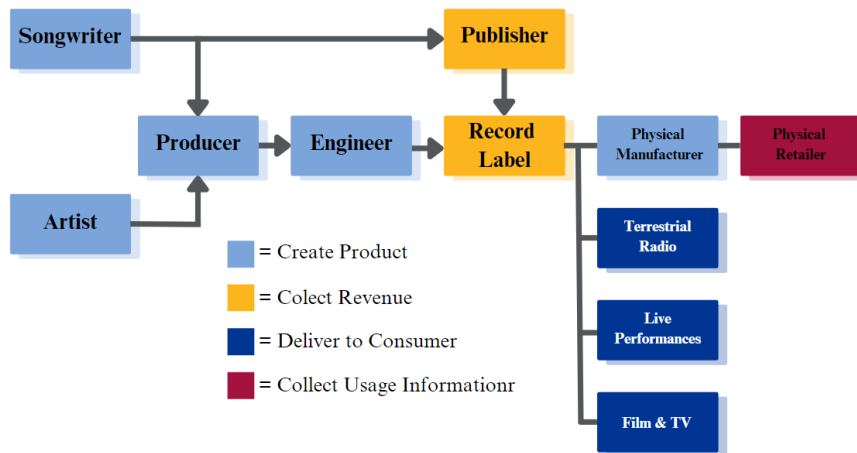 Songwriter
Publisher
Producer
Engineer
Record
Label
Physical
Manufacturer
Physical
Retailer
Artist
Terrestrial
Radio
= Create Product
= Colect Revenue
Live
Performances
= Deliver to Consumer
= Collect Usage Informationr
Film & TV